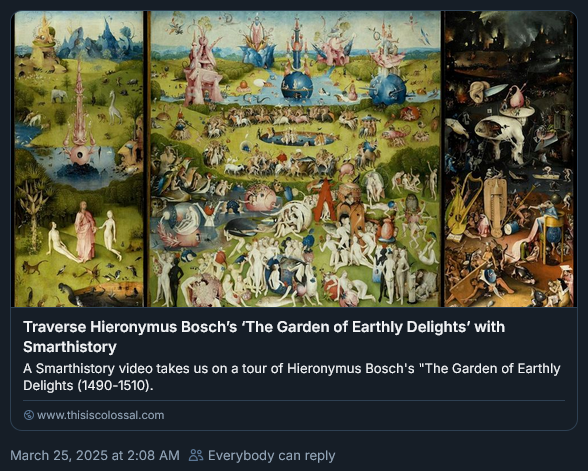 Traverse Hieronymus Bosch’s ‘The Garden of Earthly Delights’ with
Smarthistory
A Smarthistory video takes us on a tour of Hieronymus Bosch's "The Garden of Earthly
Delights (1490-1510).
www.thisiscolossal.com
March 25, 2025 at 2:08 AM Everybody can reply